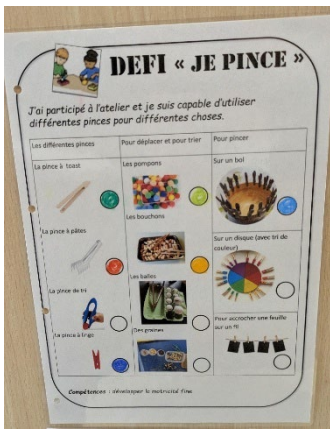 DEFI « JE PINCE »
J'ai participé à l'atelier et je suis capable d'utiliser
différentes pinces pour différentes choses.
Les différentes pinces
Pour déplacer et pour trier
Pour pincer
La pince à toast
Les pompons
Sur un bol
Les bouchons
La pince à pâtes
Sur un disque (avec tri de
couleur)
Les balles
La pince de tri
Des graines
Pour accrocher une feuille
sur un fil
La pince à linge
Compétences : développer la motricité fine